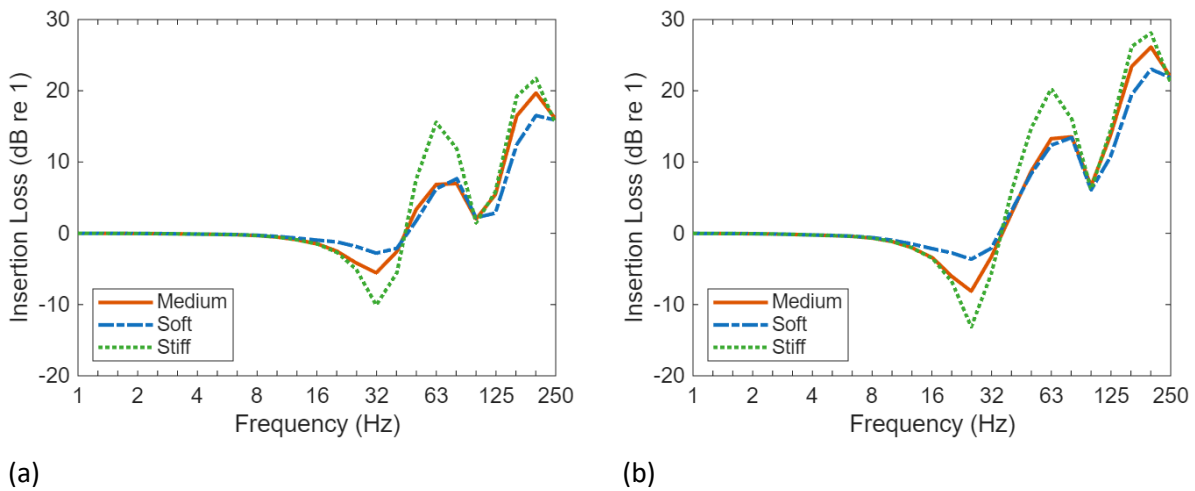 Insertion Loss (dB re 1)
30
20
10
0
-10
-20
Medium
Soft
Stiff
1 2 4 8 16 32 63 125 250
Frequency (Hz)
(a)
Insertion Loss (dB re 1)
30
20
10
0
-10
-20
Medium
Soft
Stiff
1 2 4 8 16 32 63 125 250
Frequency (Hz)
(b)